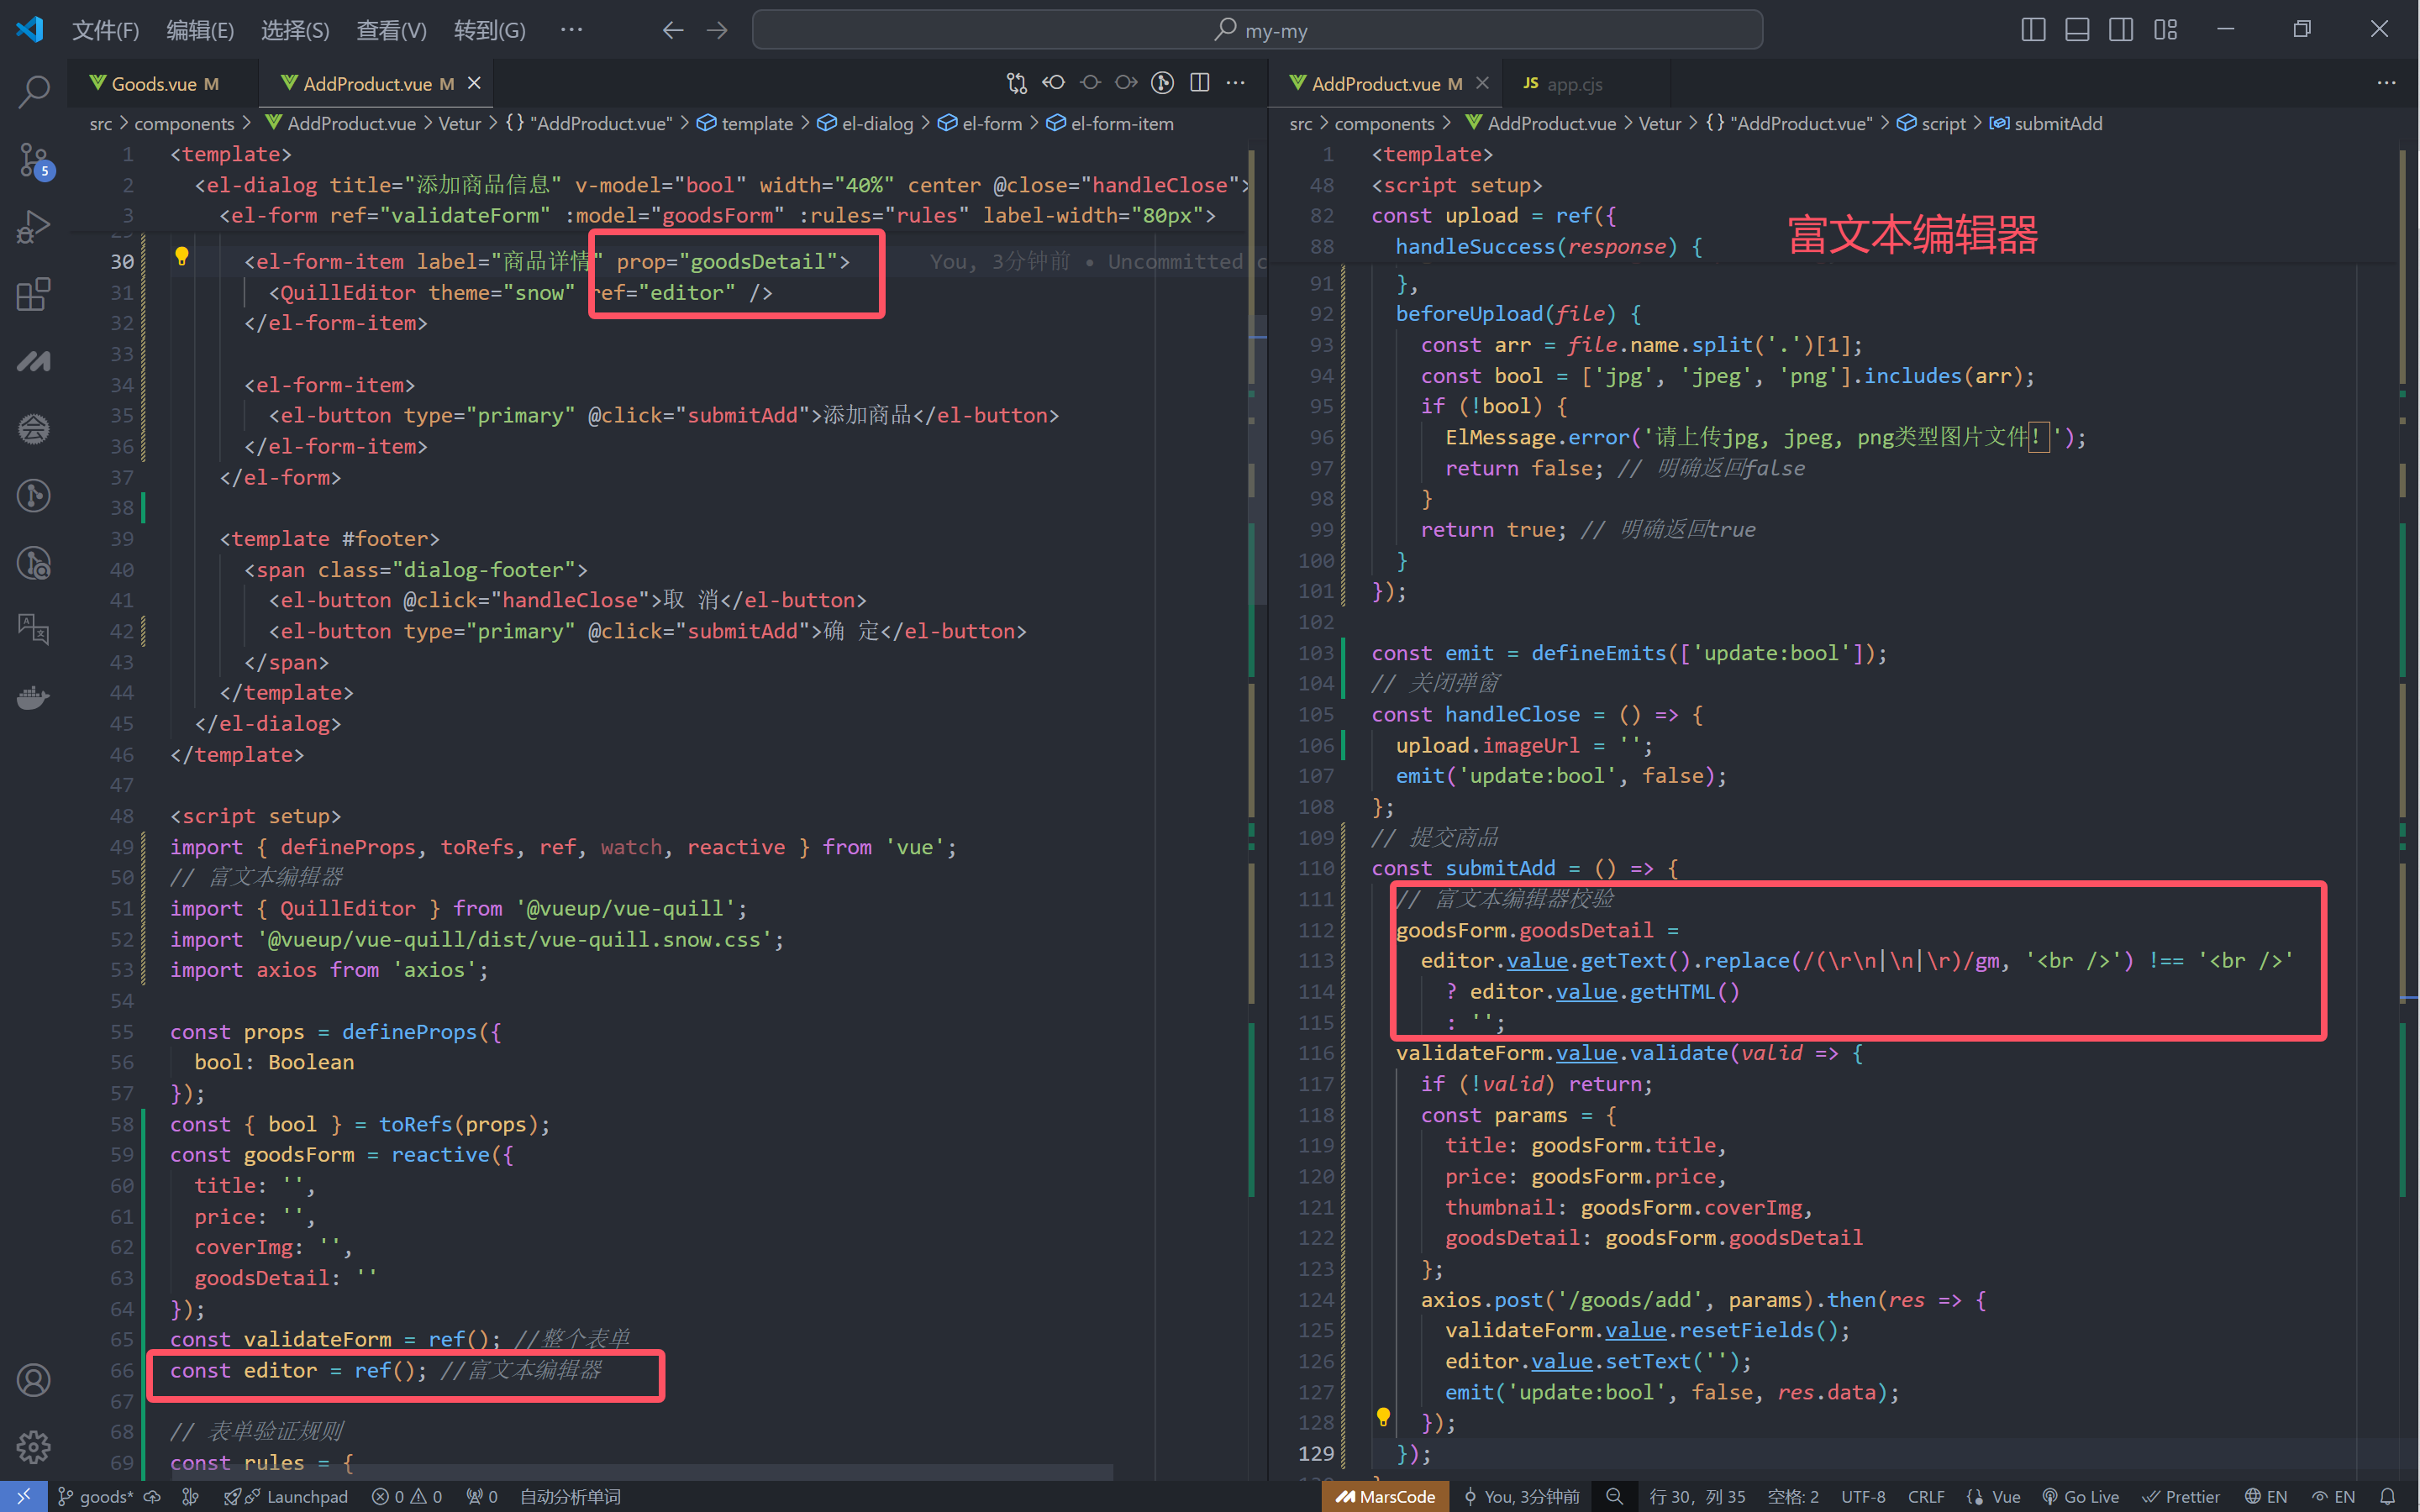 文件(F) 编辑(E) 选择(S) 查看(V) 转到(G) ··· my-my
Goods.vue M AddProduct.vue M
src > components > AddProduct.vue > Vetur > {} "AddProduct.vue" > template > el-dialog > el-form > el-form-item
1 <template>
2 <el-dialog title="添加商品信息" v-model="bool" width="40%" center @close="handleClose">
3 <el-form ref="validateForm" :model="goodsForm" :rules="rules" label-width="80px">
30 <el-form-item label="商品详情" prop="goodsDetail"> You, 3分钟前 • Uncommitted c
31 <QuillEditor theme="snow" ref="editor" />
32 </el-form-item>
33
34 <el-form-item>
35 <el-button type="primary" @click="submitAdd">添加商品</el-button>
36 </el-form-item>
37 </el-form>
38
39 <template #footer>
40 <span class="dialog-footer">
41 <el-button @click="handleClose">取 消</el-button>
42 <el-button type="primary" @click="submitAdd">确 定</el-button>
43 </span>
44 </template>
45 </el-dialog>
46 </template>
47
48 <script setup>
49 import { defineProps, toRefs, ref, watch, reactive } from 'vue';
50 // 富文本编辑器
51 import { QuillEditor } from '@vueup/vue-quill';
52 import '@vueup/vue-quill/dist/vue-quill.snow.css';
53 import axios from 'axios';
54
55 const props = defineProps({
56 bool: Boolean
57 });
58 const { bool } = toRefs(props);
59 const goodsForm = reactive({
60 title: '',
61 price: '',
62 coverImg: '',
63 goodsDetail: ''
64 });
65 const validateForm = ref(); //整个表单
66 const editor = ref(); //富文本编辑器
67
68 // 表单验证规则
69 const rules = {
AddProduct.vue M JS app.cjs
src > components > AddProduct.vue > Vetur > {} "AddProduct.vue" > script > submitAdd
1 <template>
48 <script setup>
82 const upload = ref({
88 handleSuccess(response) {
富文本编辑器
91 },
92 beforeUpload(file) {
93 const arr = file.name.split('.')[1];
94 const bool = ['jpg', 'jpeg', 'png'].includes(arr);
95 if (!bool) {
96 ElMessage.error('请上传jpg, jpeg, png类型图片文件！');
97 return false; // 明确返回false
98 }
99 return true; // 明确返回true
100 }
101 });
102
103 const emit = defineEmits(['update:bool']);
104 // 关闭弹窗
105 const handleClose = () => {
106 upload.imageUrl = '';
107 emit('update:bool', false);
108 };
109 // 提交商品
110 const submitAdd = () => {
111 // 富文本编辑器校验
112 goodsForm.goodsDetail =
113 editor.value.getText().replace(/(\r\n|\n|\r)/gm, '<br />') !== '<br />'
114 ? editor.value.getHTML()
115 : '';
116 validateForm.value.validate(valid => {
117 if (!valid) return;
118 const params = {
119 title: goodsForm.title,
120 price: goodsForm.price,
121 thumbnail: goodsForm.coverImg,
122 goodsDetail: goodsForm.goodsDetail
123 };
124 axios.post('/goods/add', params).then(res => {
125 validateForm.value.resetFields();
126 editor.value.setText('');
127 emit('update:bool', false, res.data);
128 });
129 });
5
goods* Launchpad 0 0 0 自动分析单词 MarsCode You, 3分钟前 行 30，列 35 空格: 2 UTF-8 CRLF {} Vue Go Live Prettier EN EN